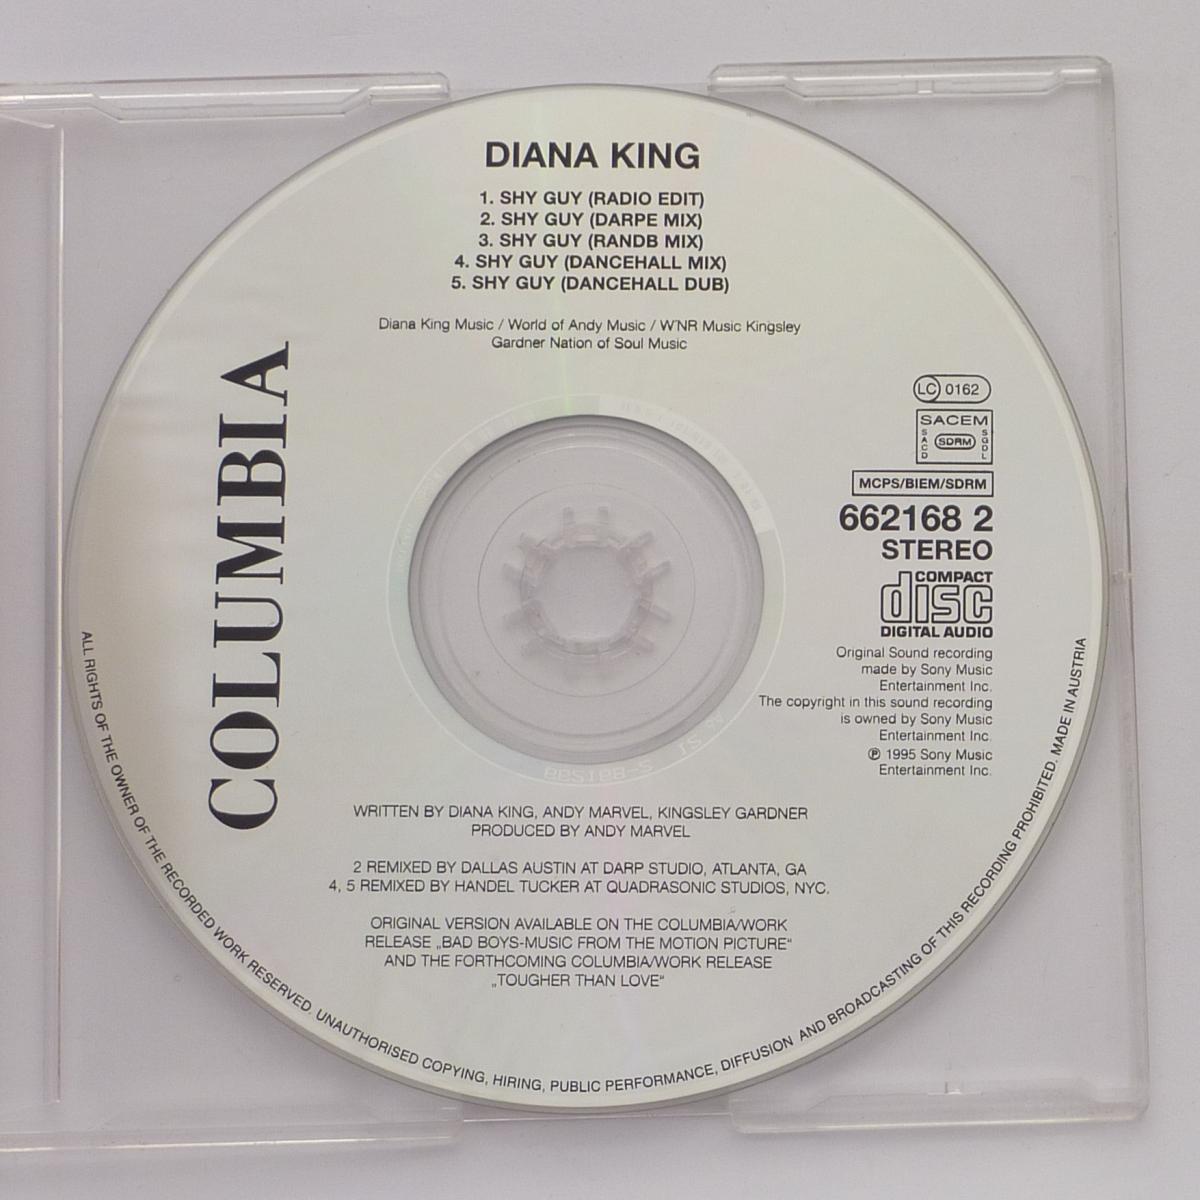 DIANA KING
1. SHY GUY (RADIO EDIT)
2. SHY GUY (DARPE MIX)
3. SHY GUY (RANDB MIX)
4. SHY GUY (DANCEHALL MIX)
5. SHY GUY (DANCEHALL DUB)
Diana King Music / World of Andy Music / W'NR Music Kingsley
Gardner Nation of Soul Music
COLUMBIA
LC 0162
SACEM
SACD
SDRM
SGDL
MCPS/BIEM/SDRM
662168 2
STEREO
COMPACT
disc
DIGITAL AUDIO
Original Sound recording
made by Sony Music
Entertainment Inc.
The copyright in this sound recording
is owned by Sony Music
Entertainment Inc.
℗ 1995 Sony Music
Entertainment Inc.
WRITTEN BY DIANA KING, ANDY MARVEL, KINGSLEY GARDNER
PRODUCED BY ANDY MARVEL
2 REMIXED BY DALLAS AUSTIN AT DARP STUDIO, ATLANTA, GA
4, 5 REMIXED BY HANDEL TUCKER AT QUADRASONIC STUDIOS, NYC.
ORIGINAL VERSION AVAILABLE ON THE COLUMBIA/WORK
RELEASE „BAD BOYS-MUSIC FROM THE MOTION PICTURE“
AND THE FORTHCOMING COLUMBIA/WORK RELEASE
„TOUGHER THAN LOVE“
ALL RIGHTS OF THE OWNER OF THE RECORDED WORK RESERVED. UNAUTHORISED COPYING, HIRING, PUBLIC PERFORMANCE, DIFFUSION AND BROADCASTING OF THIS RECORDING PROHIBITED. MADE IN AUSTRIA